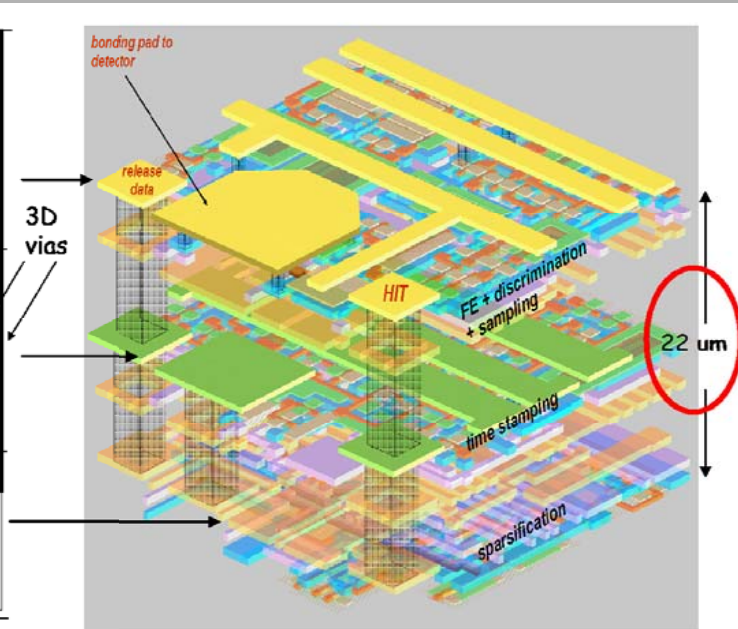 bonding pad to
detector
release
data
3D
vias
HIT
FE + discrimination
+ sampling
22 um
time stamping
sparsification